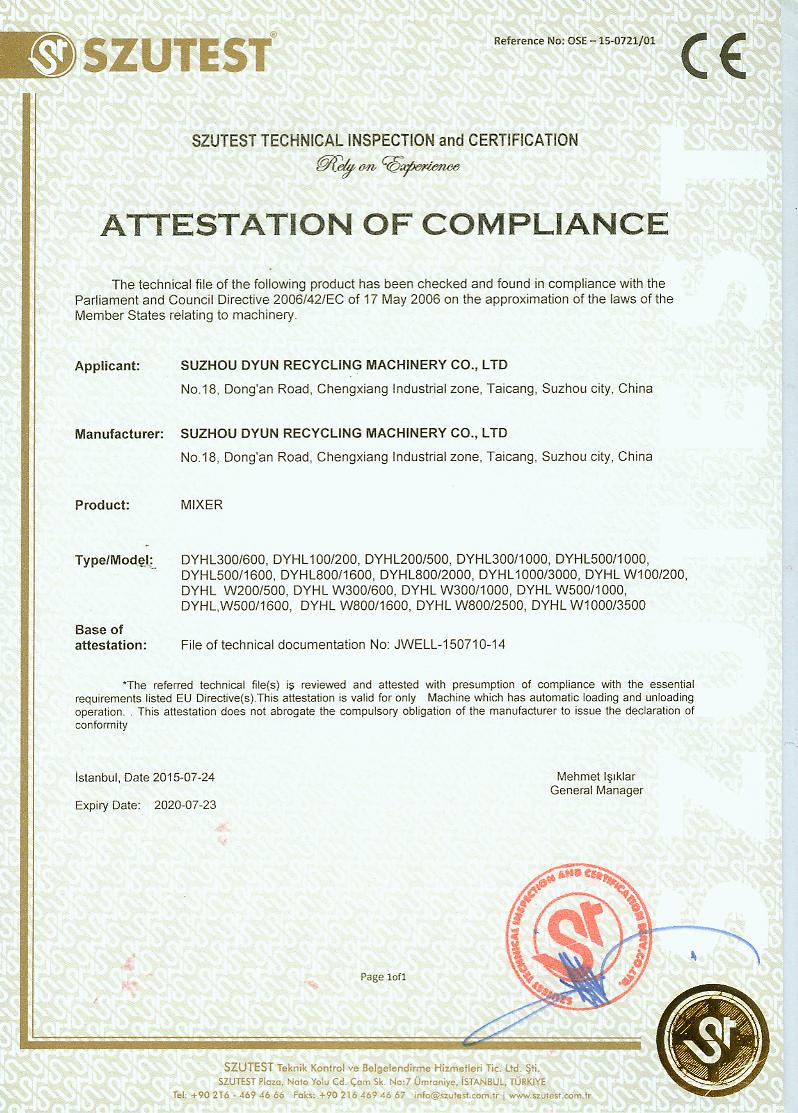 SZUTEST®
Reference No: OSE – 15-0721/01
CE
SZUTEST TECHNICAL INSPECTION and CERTIFICATION
Rely on Experience
ATTESTATION OF COMPLIANCE
The technical file of the following product has been checked and found in compliance with the
Parliament and Council Directive 2006/42/EC of 17 May 2006 on the approximation of the laws of the
Member States relating to machinery.
Applicant: SUZHOU DYUN RECYCLING MACHINERY CO., LTD
No.18, Dong'an Road, Chengxiang Industrial zone, Taicang, Suzhou city, China
Manufacturer: SUZHOU DYUN RECYCLING MACHINERY CO., LTD
No.18, Dong'an Road, Chengxiang Industrial zone, Taicang, Suzhou city, China
Product: MIXER
Type/Model: DYHL300/600, DYHL100/200, DYHL200/500, DYHL300/1000, DYHL500/1000,
DYHL500/1600, DYHL800/1600, DYHL800/2000, DYHL1000/3000, DYHL W100/200,
DYHL W200/500, DYHL W300/600, DYHL W300/1000, DYHL W500/1000,
DYHL,W500/1600, DYHL W800/1600, DYHL W800/2500, DYHL W1000/3500
Base of
attestation: File of technical documentation No: JWELL-150710-14
*The referred technical file(s) is reviewed and attested with presumption of compliance with the essential
requirements listed EU Directive(s).This attestation is valid for only Machine which has automatic loading and unloading
operation. . This attestation does not abrogate the compulsory obligation of the manufacturer to issue the declaration of
conformity
İstanbul, Date 2015-07-24
Mehmet Işıklar
General Manager
Expiry Date: 2020-07-23
SZUTEST TECHNICAL INSPECTION AND CERTIFICATION SERV.CO.LTD.
Page 1of1
SZUTEST Teknik Kontrol ve Belgelendirme Hizmetleri Tic. Ltd. Şti.
SZUTEST Plaza, Nato Yolu Cd. Çam Sk. No:7 Ümraniye, İSTANBUL, TÜRKİYE
Tel: +90 216 - 469 46 66 Faks: +90 216 469 46 67 info@szutest.com.tr | www.szutest.com.tr
SZUTEST